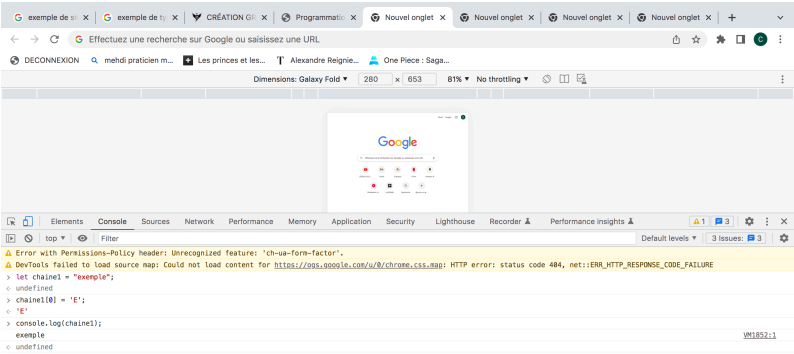 exemple de si
exemple de ty
CRÉATION GR
Programmatio
Nouvel onglet
Nouvel onglet
Nouvel onglet
Nouvel onglet
Effectuez une recherche sur Google ou saisissez une URL
DECONNEXION
mehdi praticien m...
Les princes et les...
Alexandre Reignie...
One Piece : Saga...
Dimensions: Galaxy Fold ▼ 280 × 653 81% ▼ No throttling ▼
Google
Elements Console Sources Network Performance Memory Application Security Lighthouse Recorder Performance insights 1 3
top ▼ Filter Default levels ▼ 3 Issues: 3
Error with Permissions-Policy header: Unrecognized feature: 'ch-ua-form-factor'.
DevTools failed to load source map: Could not load content for https://ogs.google.com/u/0/chrome.css.map: HTTP error: status code 404, net::ERR_HTTP_RESPONSE_CODE_FAILURE
> let chaine1 = "exemple";
< undefined
> chaine1[0] = 'E';
< 'E'
> console.log(chaine1);
exemple VM1852:1
< undefined